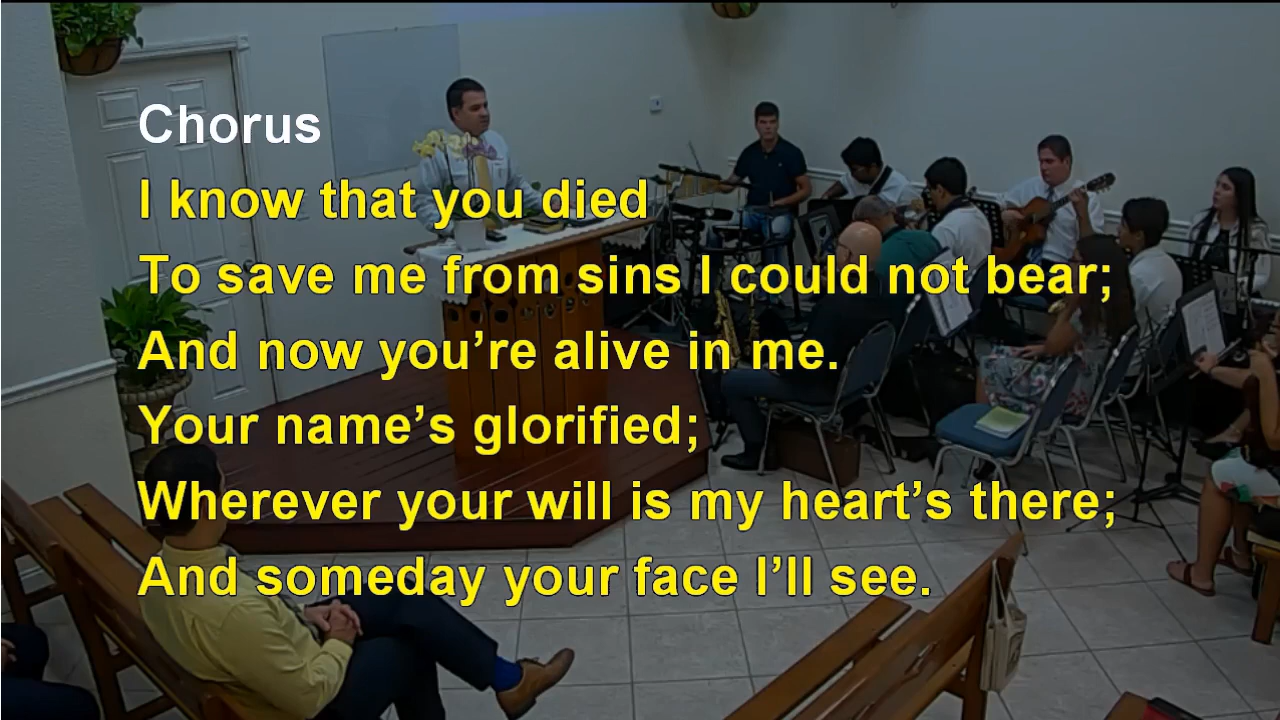 Chorus
I know that you died
To save me from sins I could not bear;
And now you’re alive in me.
Your name’s glorified;
Wherever your will is my heart’s there;
And someday your face I’ll see.